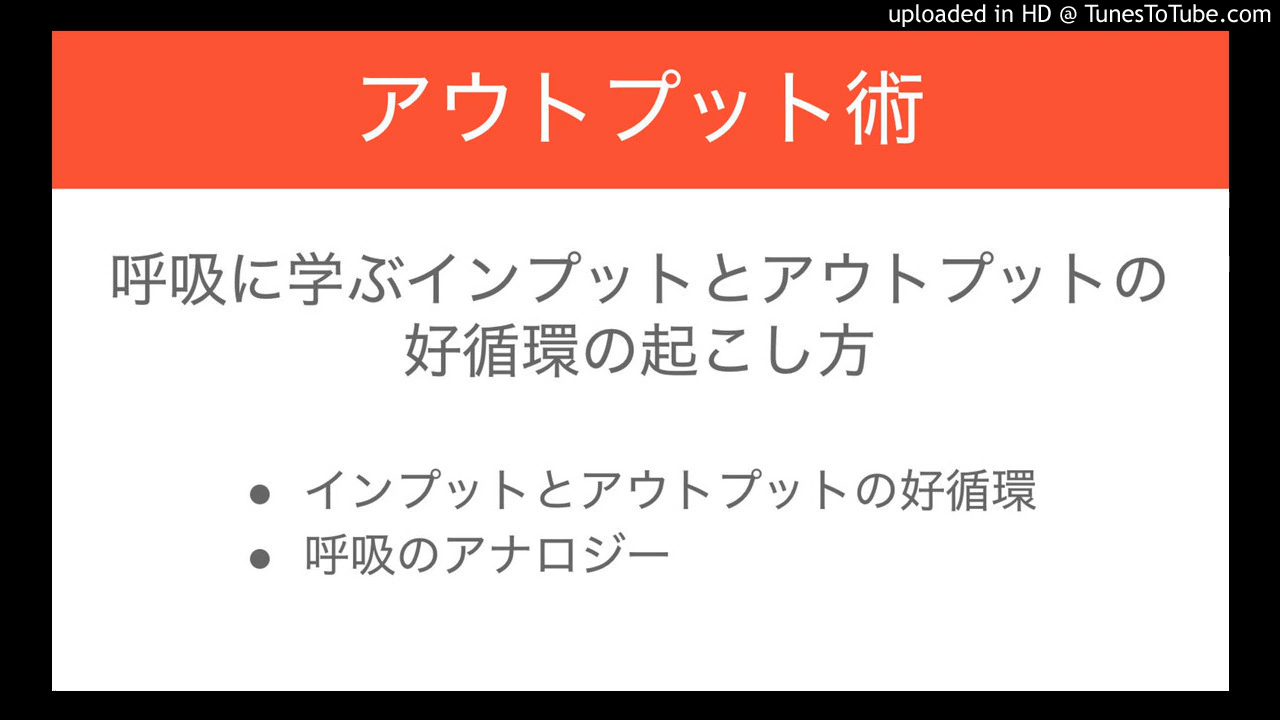 uploaded in HD @ TunesToTube.com
アウトプット術
呼吸に学ぶインプットとアウトプットの
好循環の起こし方
● インプットとアウトプットの好循環
● 呼吸のアナロジー